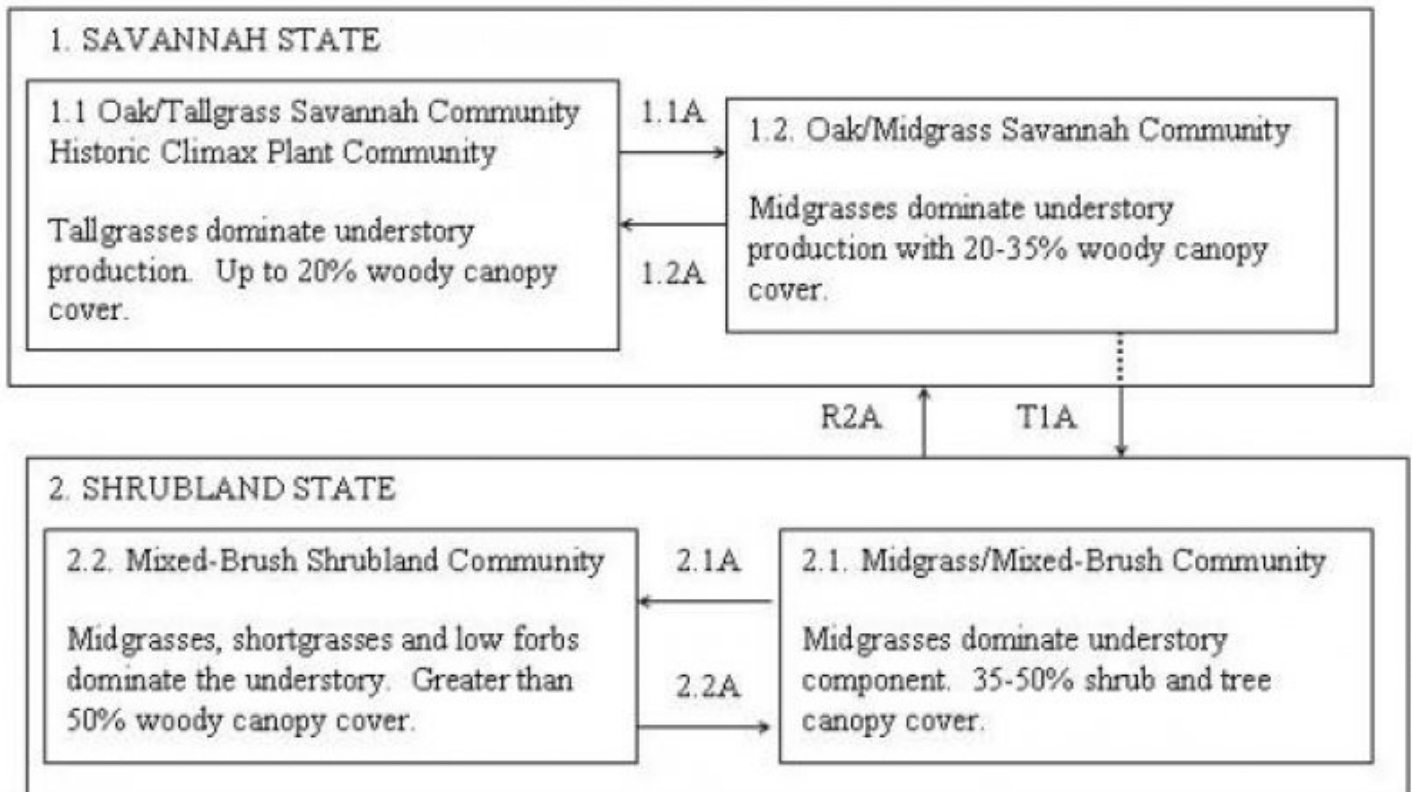 1. SAVANNAH STATE
1.1 Oak/Tallgrass Savannah Community
Historic Climax Plant Community
Tallgrasses dominate understory
production. Up to 20% woody canopy
cover.
1.1A
1.2A
1.2. Oak/Midgrass Savannah Community
Midgrasses dominate understory
production with 20-35% woody canopy
cover.
R2A
T1A
2. SHRUBLAND STATE
2.2. Mixed-Brush Shrubland Community
Midgrasses, shortgrasses and low forbs
dominate the understory. Greater than
50% woody canopy cover.
2.1A
2.2A
2.1. Midgrass/Mixed-Brush Community
Midgrasses dominate understory
component. 35-50% shrub and tree
canopy cover.